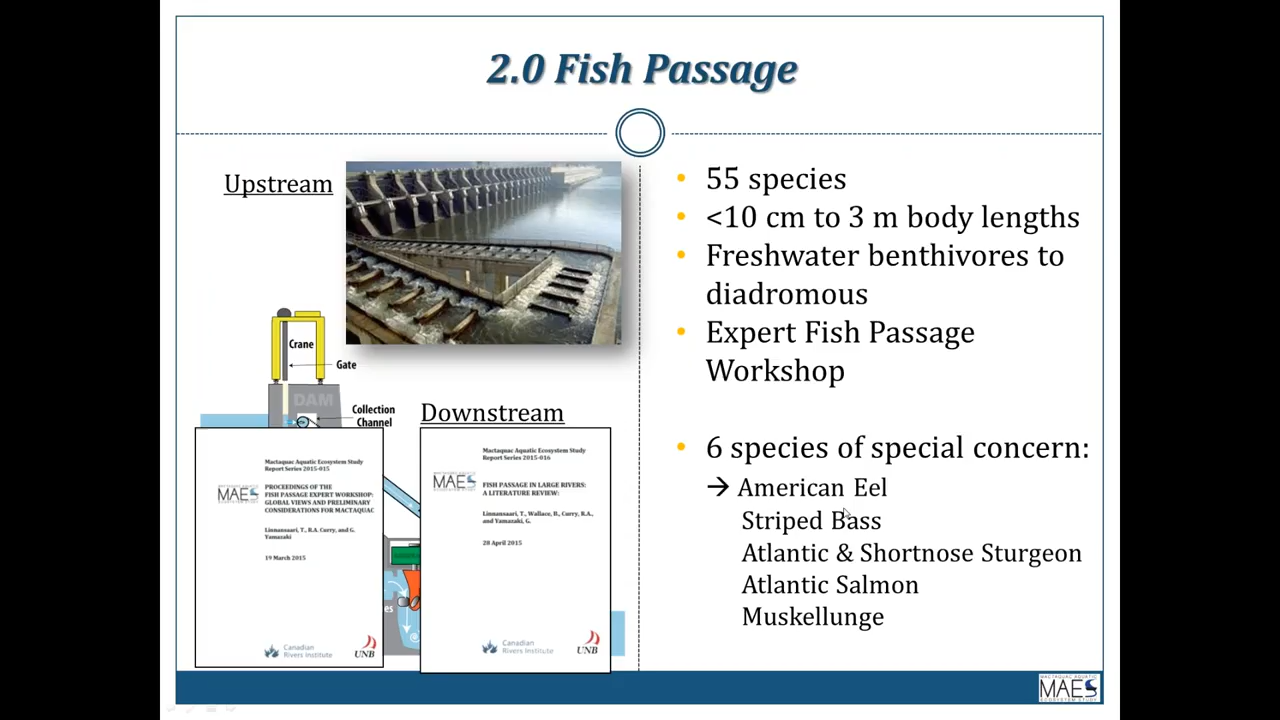 2.0 Fish Passage
Upstream
Crane
Gate
DAM
Collection
Channel
Downstream
Mactaquac Aquatic Ecosystem Study
Report Series 2015-015
MAES
PROCEEDINGS OF THE
FISH PASSAGE EXPERT WORKSHOP:
GLOBAL VIEWS AND PRELIMINARY
CONSIDERATIONS FOR MACTAQUAC
Linnansaari, T., R.A. Curry, and G.
Yamazaki
19 March 2015
Canadian
Rivers Institute
UNB
Mactaquac Aquatic Ecosystem Study
Report Series 2015-016
MAES
FISH PASSAGE IN LARGE RIVERS:
A LITERATURE REVIEW:
Linnansaari, T., Wallace, B., Curry, R.A.,
and Yamazaki, G.
28 April 2015
Canadian
Rivers Institute
UNB
• 55 species
• <10 cm to 3 m body lengths
• Freshwater benthivores to
diadromous
• Expert Fish Passage
Workshop
• 6 species of special concern:
→ American Eel
Striped Bass
Atlantic & Shortnose Sturgeon
Atlantic Salmon
Muskellunge
MACTAQUAC AQUATIC
MAES
ECOSYSTEM STUDY